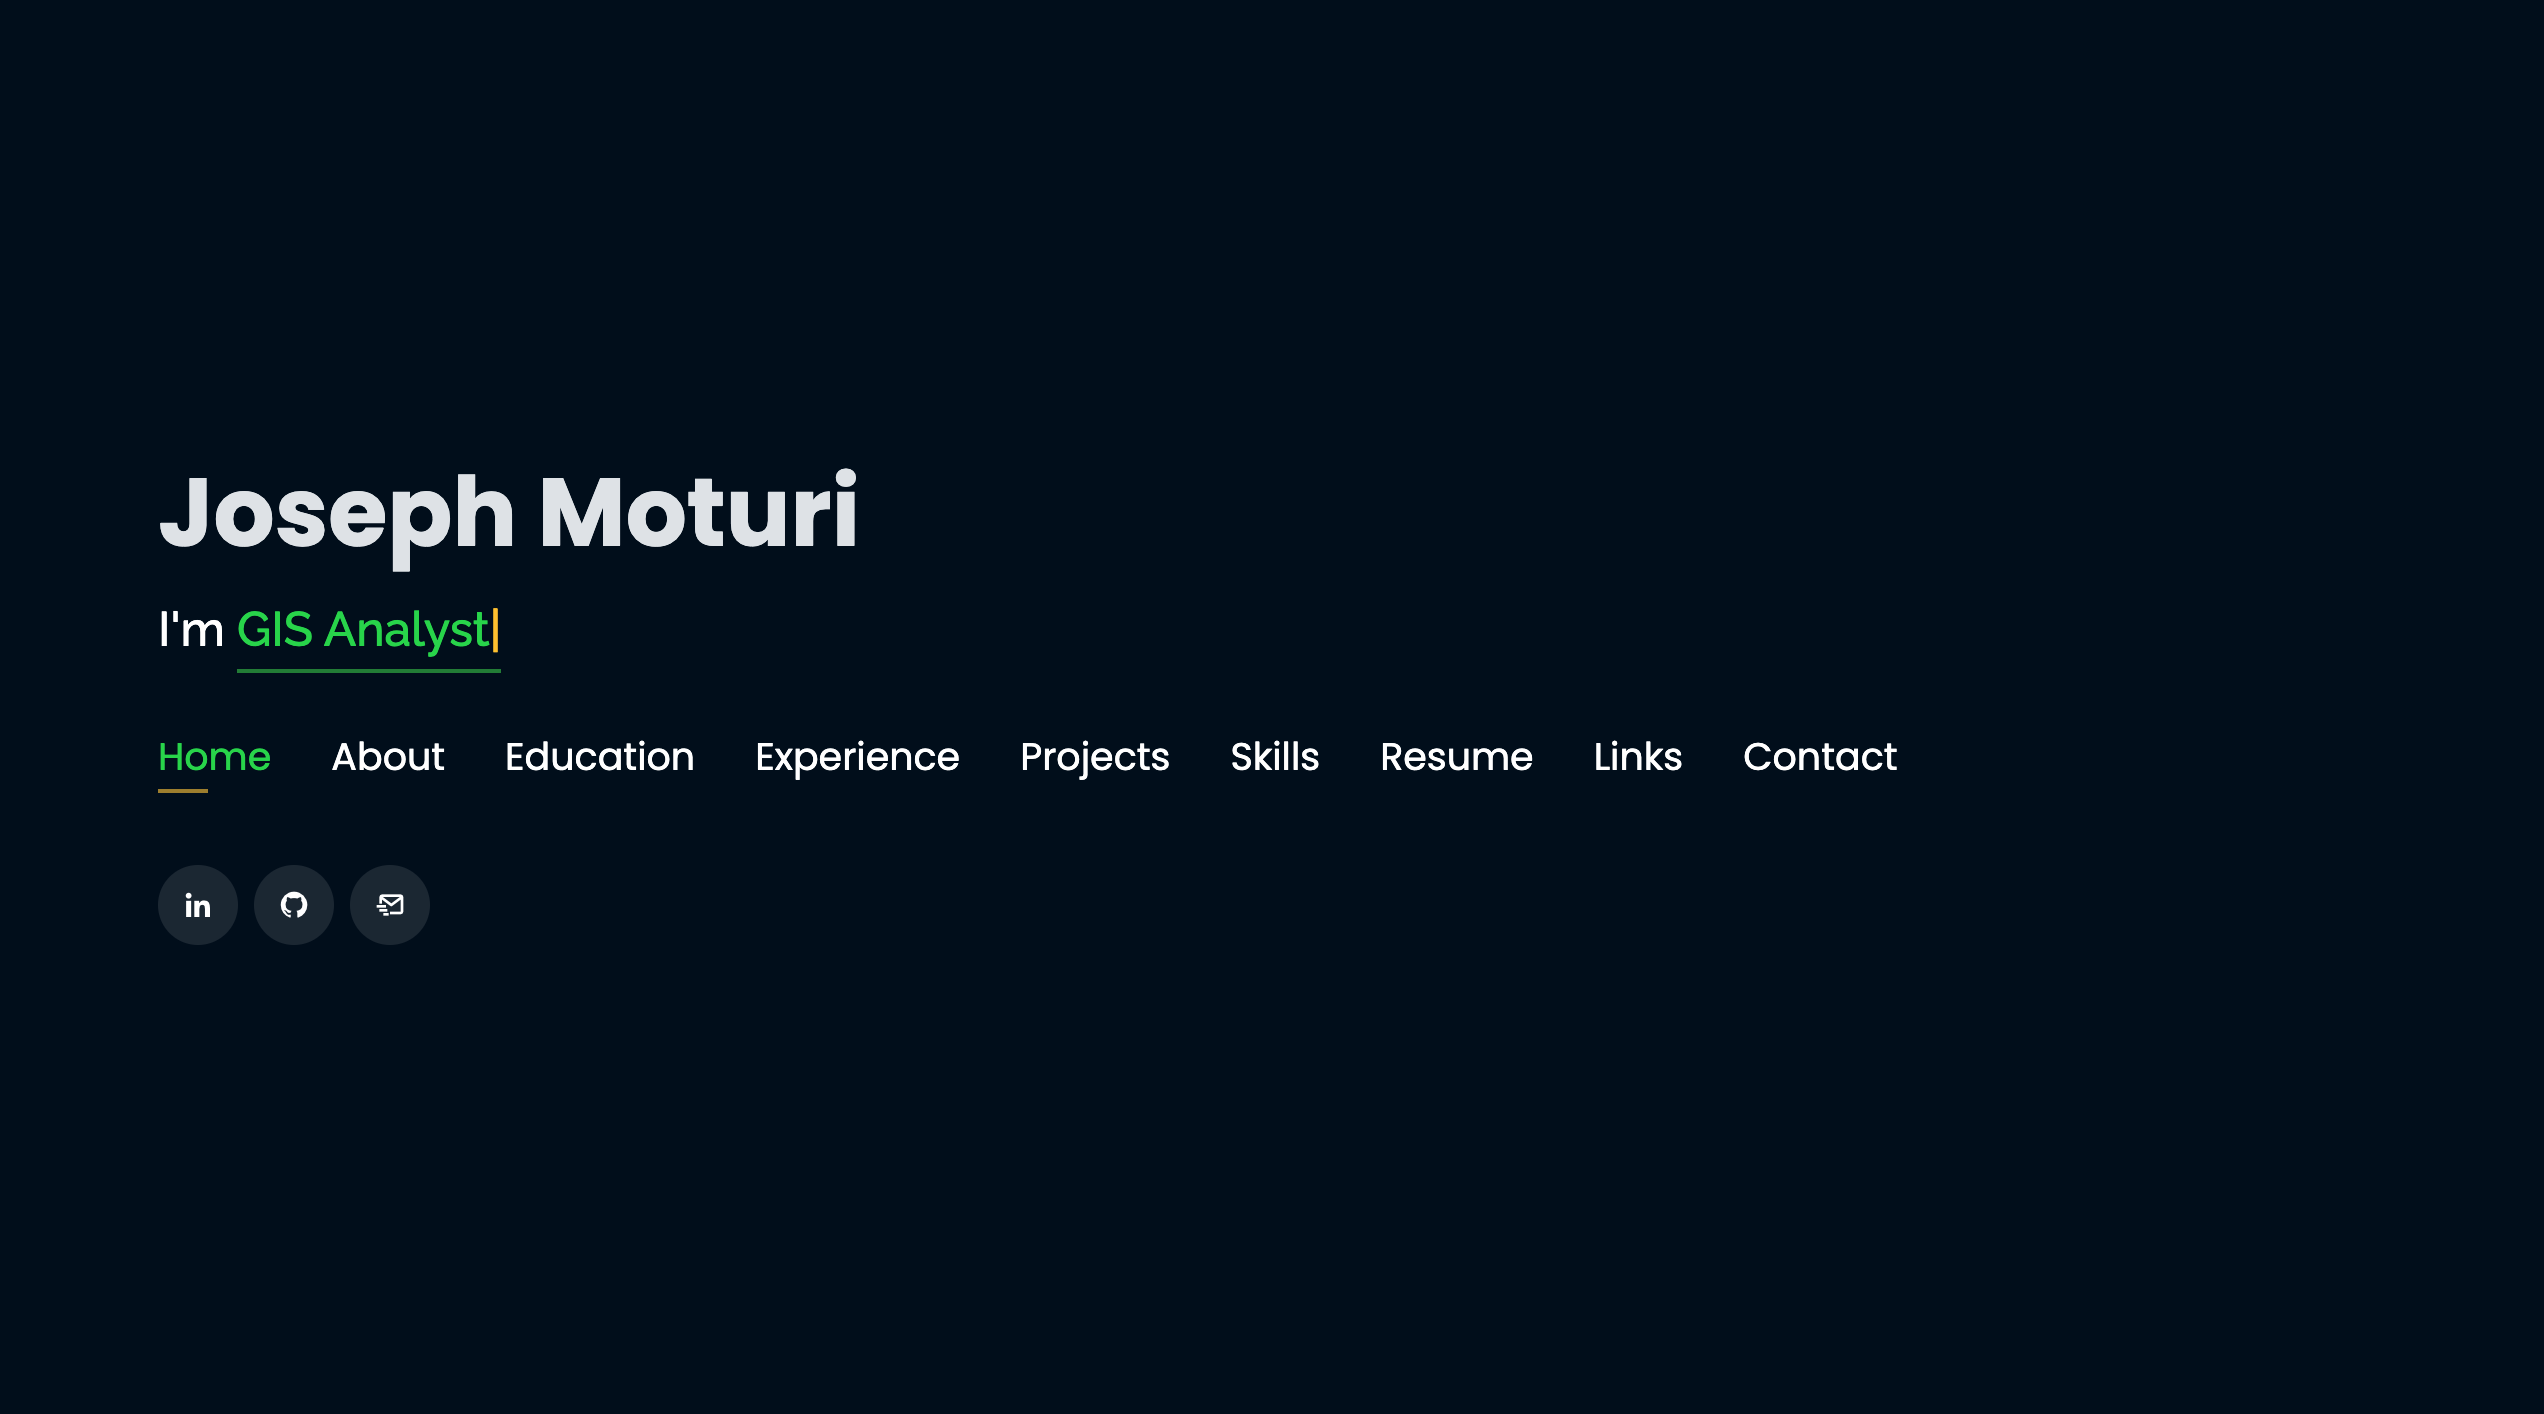 Joseph Moturi
I'm GIS Analyst|
Home About Education Experience Projects Skills Resume Links Contact
in